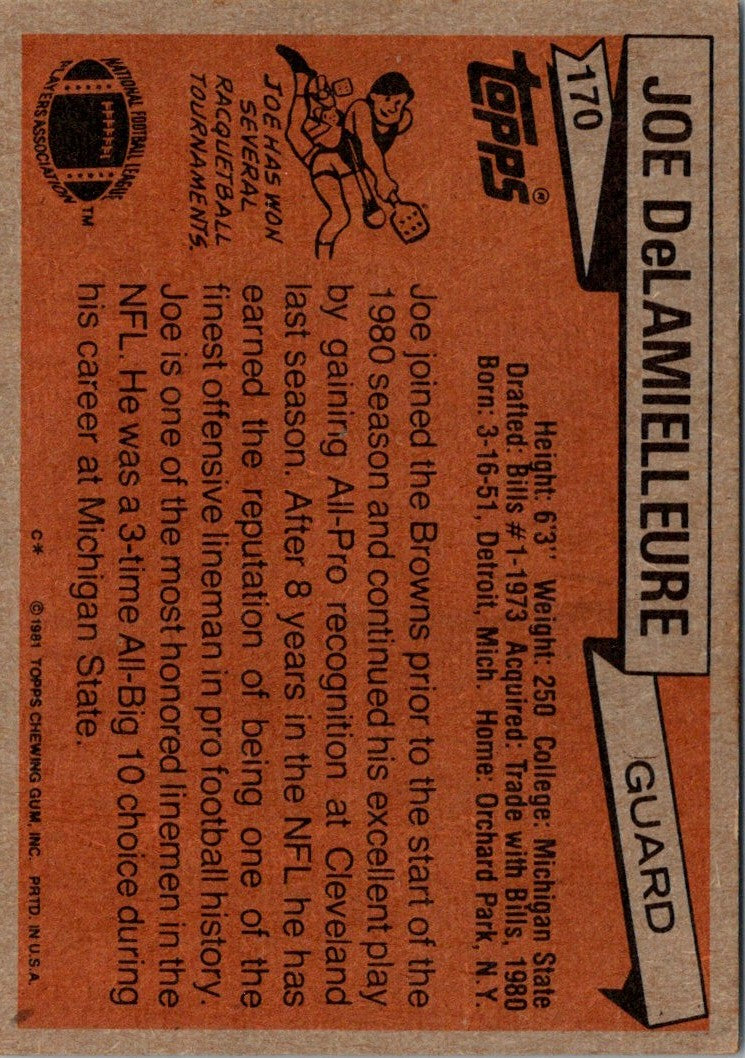 JOE DeLAMIELLEURE
GUARD
170
topps®
Height: 6'3'' Weight: 250 College: Michigan State
Drafted: Bills #1-1973 Acquired: Trade with Bills, 1980
Born: 3-16-51, Detroit, Mich. Home: Orchard Park, N.Y.
JOE HAS WON
SEVERAL
RACQUETBALL
TOURNAMENTS.
Joe joined the Browns prior to the start of the
1980 season and continued his excellent play
by gaining All-Pro recognition at Cleveland
last season. After 8 years in the NFL he has
earned the reputation of being one of the
finest offensive lineman in pro football history.
Joe is one of the most honored linemen in the
NFL. He was a 3-time All-Big 10 choice during
his career at Michigan State.
NATIONAL FOOTBALL LEAGUE
PLAYERS ASSOCIATION
™
C* © 1981 TOPPS CHEWING GUM, INC. PRTD. IN U.S.A.